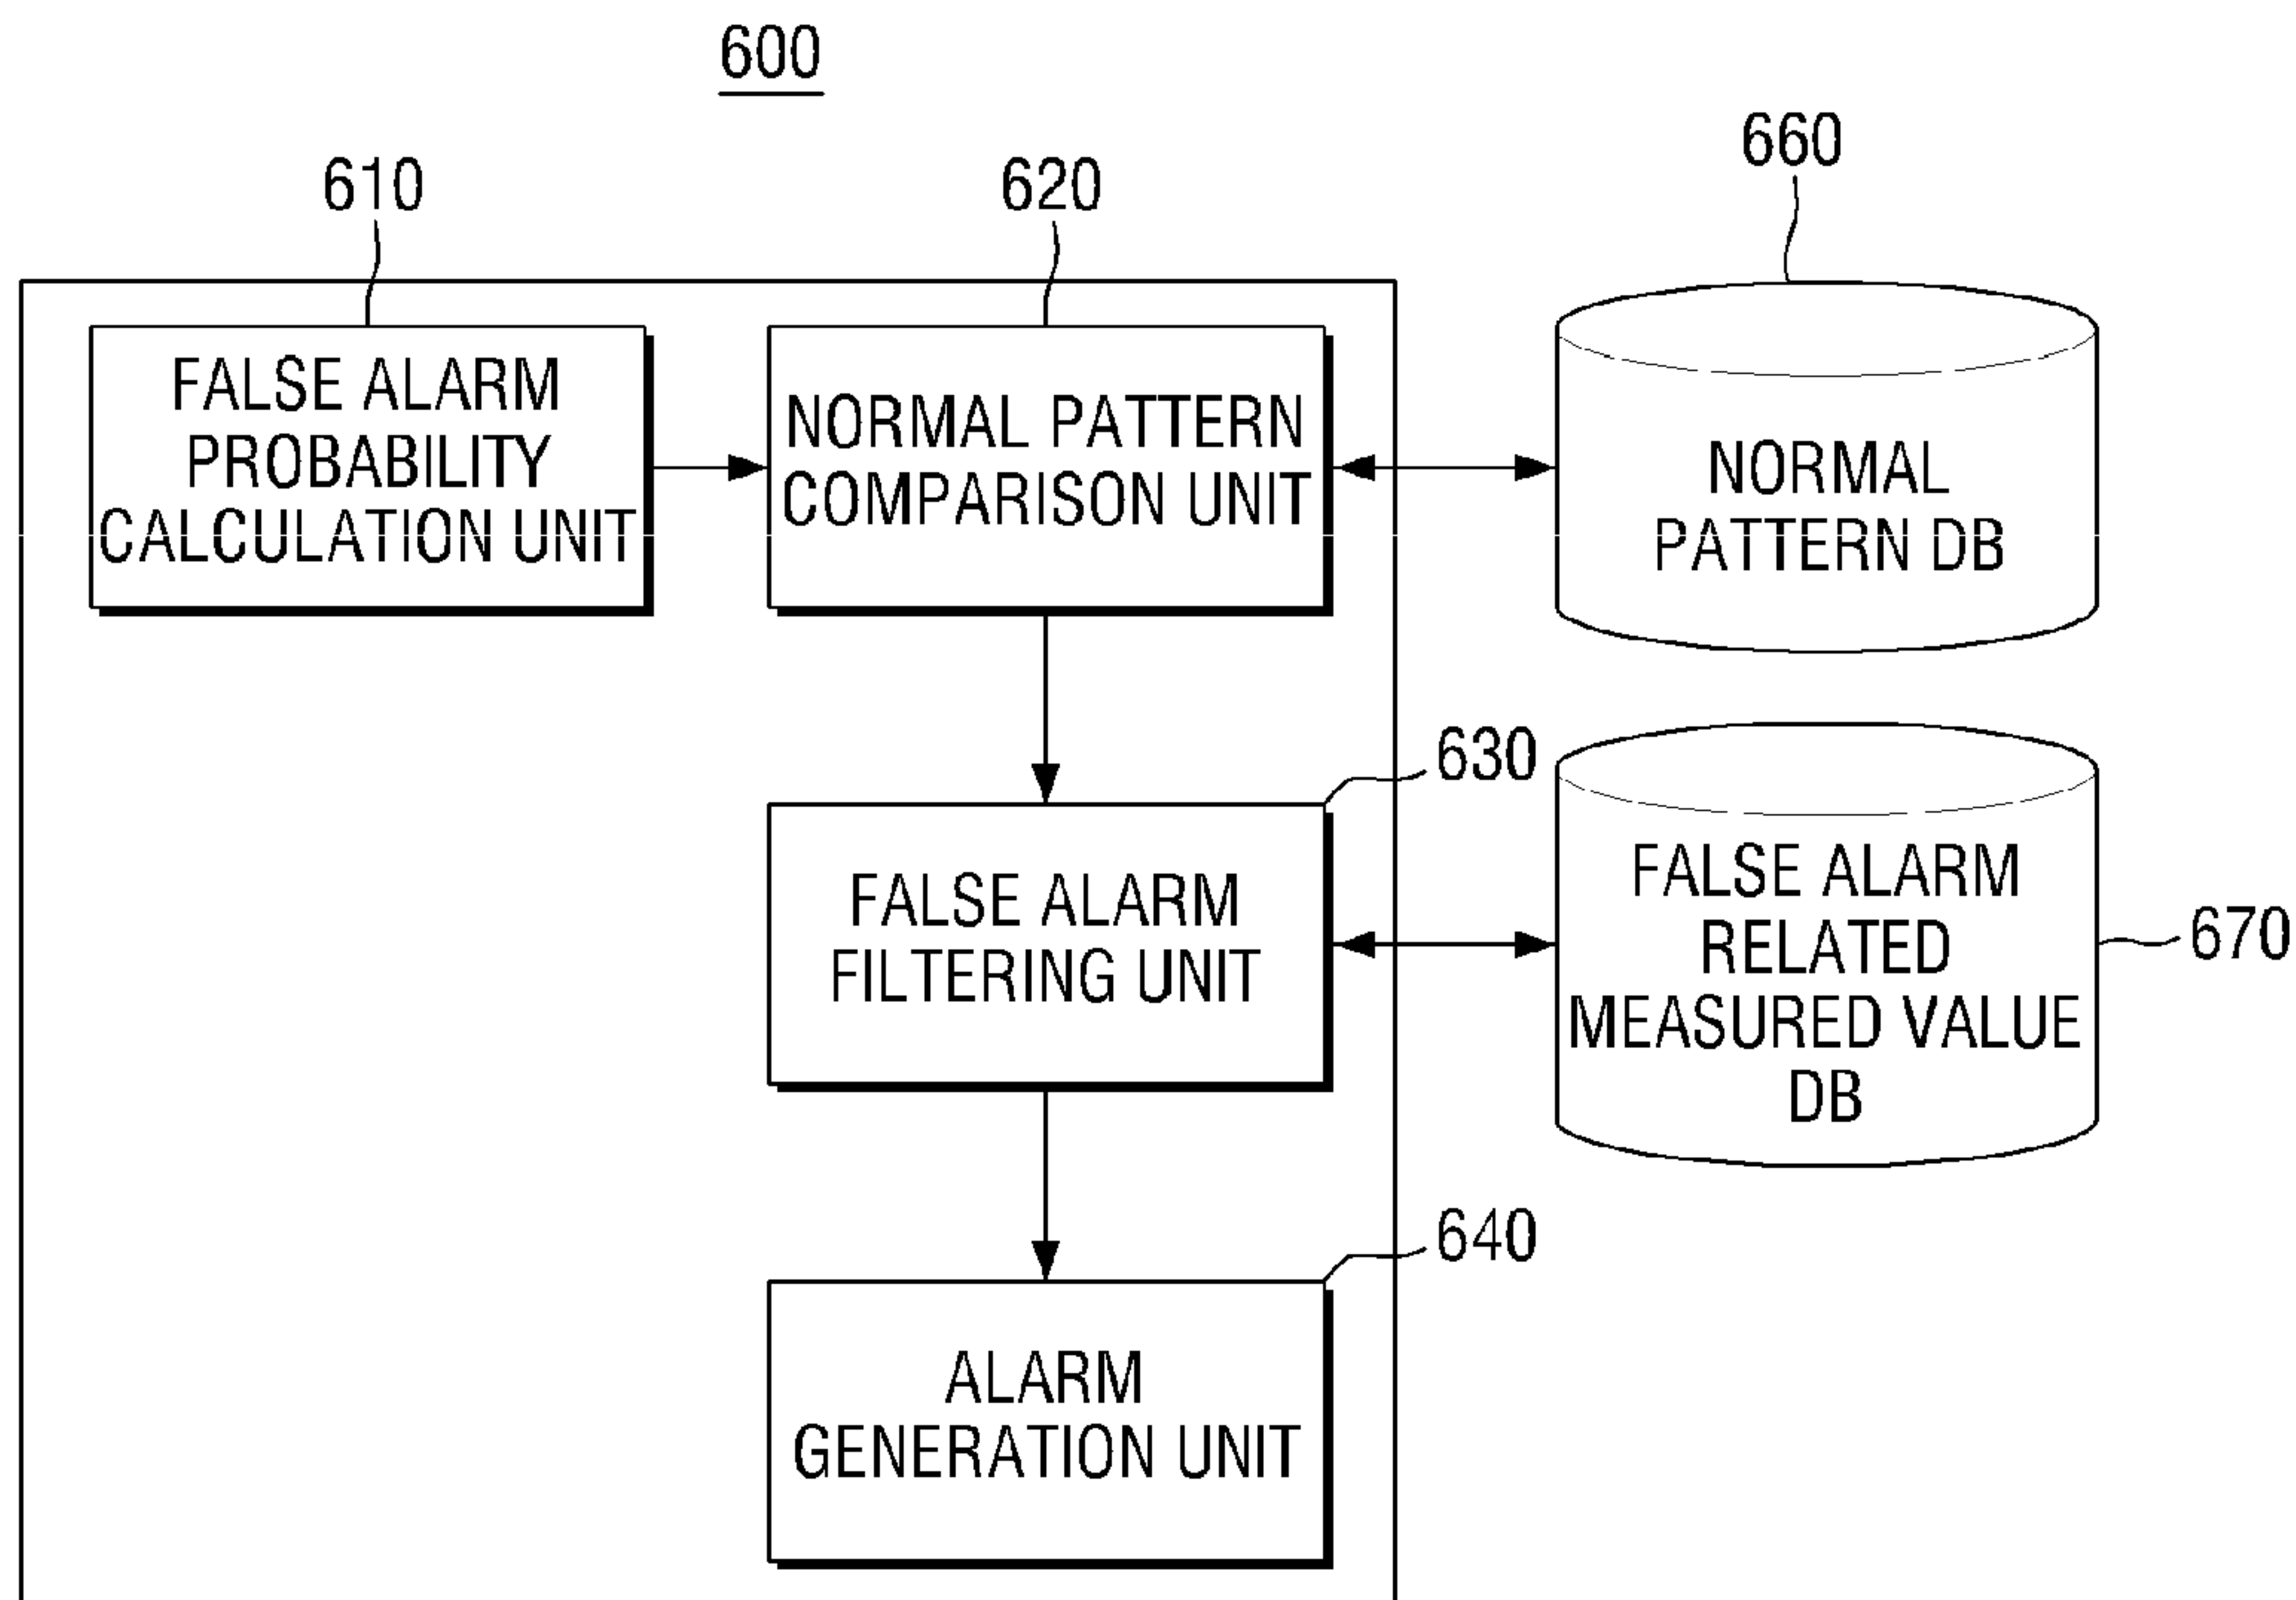 600
610
620
660
FALSE ALARM
PROBABILITY
CALCULATION UNIT
NORMAL PATTERN
COMPARISON UNIT
NORMAL
PATTERN DB
630
FALSE ALARM
FILTERING UNIT
FALSE ALARM
RELATED
MEASURED VALUE
DB
670
640
ALARM
GENERATION UNIT